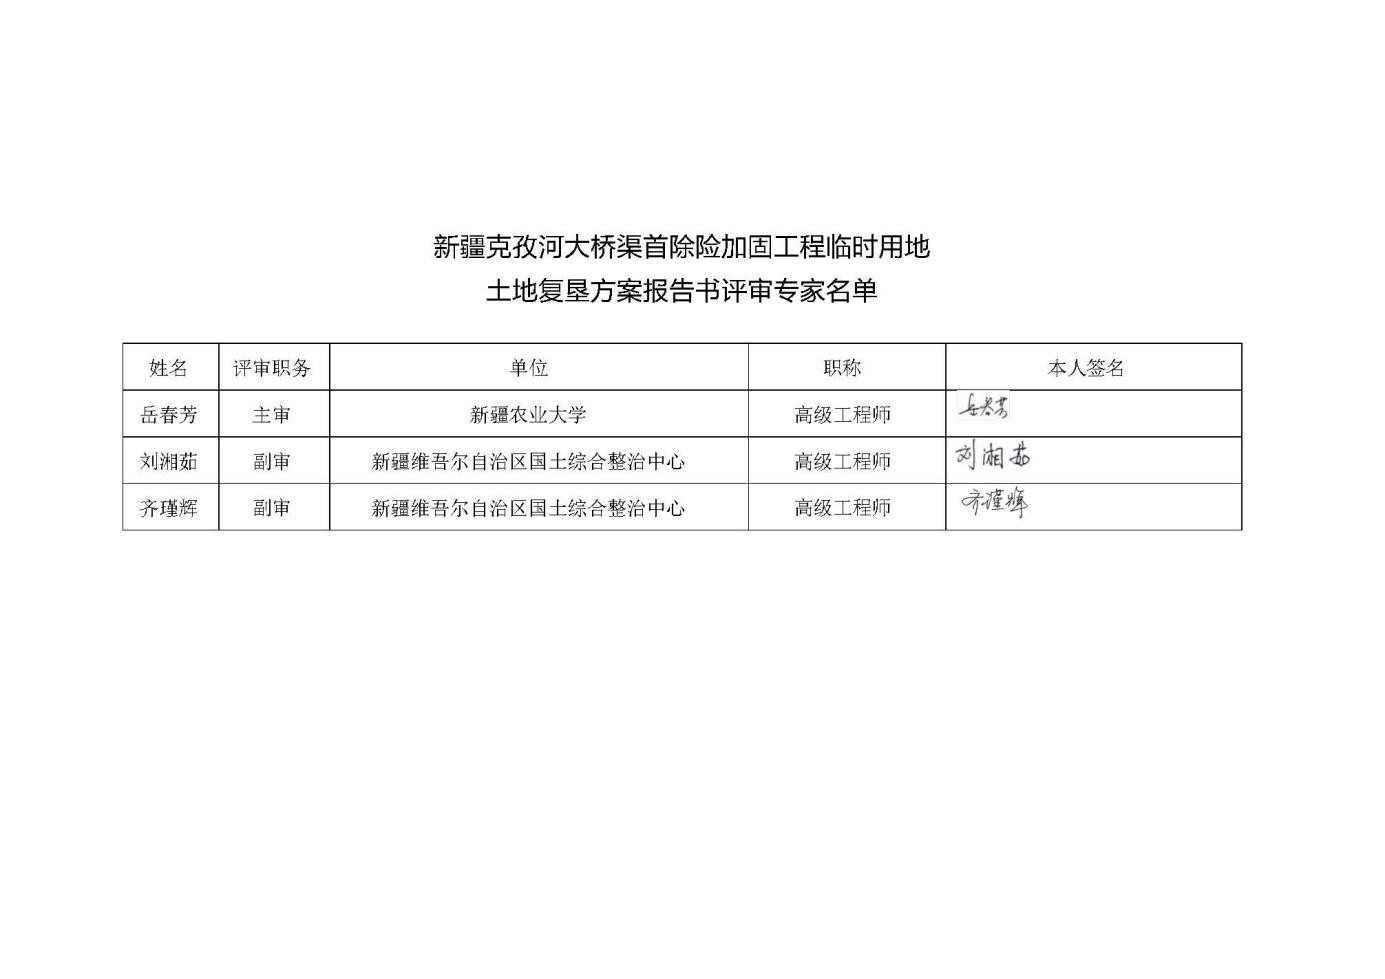 新疆克孜河大桥渠首除险加固工程临时用地
土地复垦方案报告书评审专家名单
姓名 评审职务 单位 职称 本人签名
岳春芳 主审 新疆农业大学 高级工程师 岳春芳
刘湘茹 副审 新疆维吾尔自治区国土综合整治中心 高级工程师 刘湘茹
齐瑾辉 副审 新疆维吾尔自治区国土综合整治中心 高级工程师 齐瑾辉